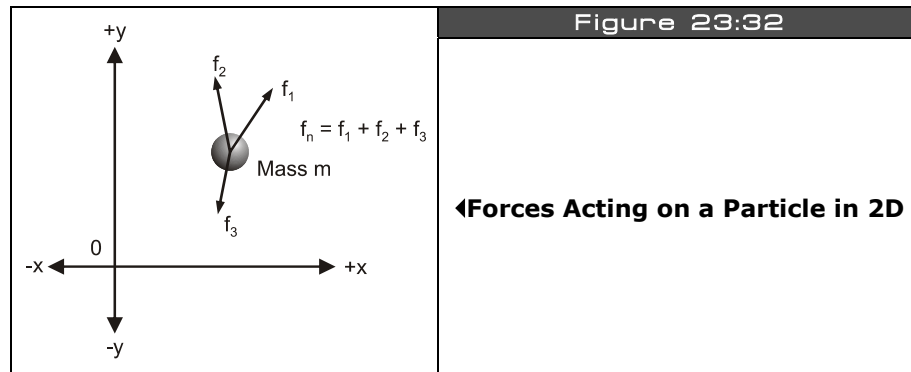 Figure 23:32
+y
f2
f1
fn = f1 + f2 + f3
Mass m
f3
0
-x
+x
-y
Forces Acting on a Particle in 2D